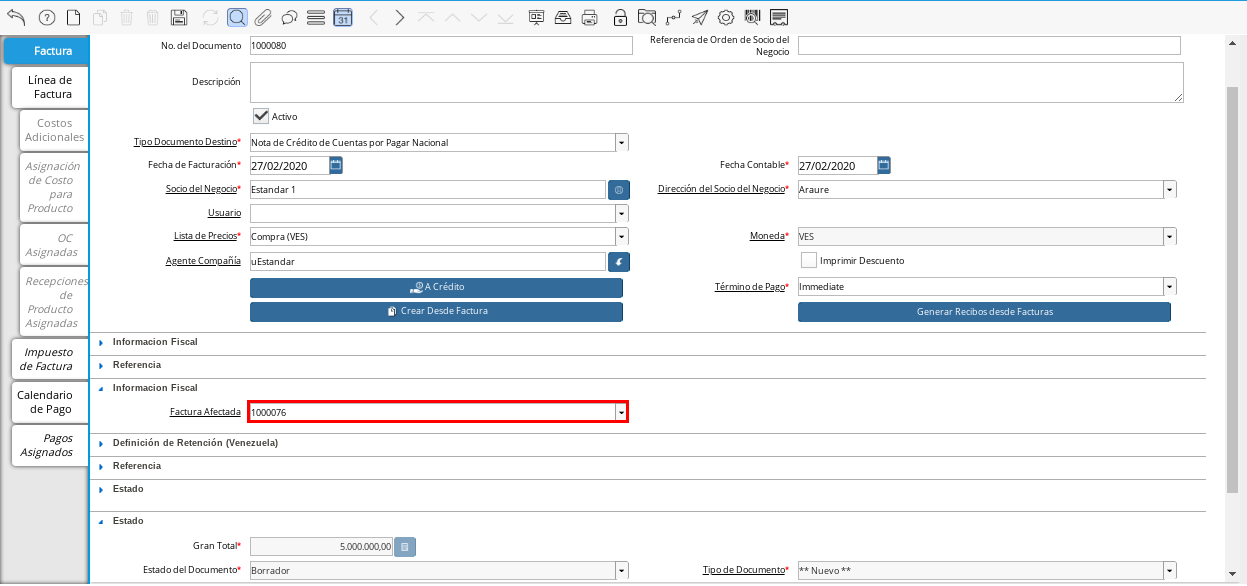 31
Factura
Línea de
Factura
Costos
Adicionales
Asignación
de Costo
para
Producto
OC
Asignadas
Recepciones
de
Producto
Asignadas
Impuesto
de Factura
Calendario
de Pago
Pagos
Asignados
No. del Documento 1000080 Referencia de Orden de Socio del
Negocio
Descripción
Activo
Tipo Documento Destino* Nota de Crédito de Cuentas por Pagar Nacional
Fecha de Facturación* 27/02/2020 Fecha Contable* 27/02/2020
Socio del Negocio* Estandar 1 Dirección del Socio del Negocio* Araure
Usuario
Lista de Precios* Compra (VES) Moneda* VES
Agente Compañía uEstandar Imprimir Descuento
A Crédito Término de Pago* Immediate
Crear Desde Factura Generar Recibos desde Facturas
Informacion Fiscal
Referencia
Informacion Fiscal
Factura Afectada 1000076
Definición de Retención (Venezuela)
Referencia
Estado
Estado
Gran Total* 5.000.000,00
Estado del Documento* Borrador Tipo de Documento* ** Nuevo **